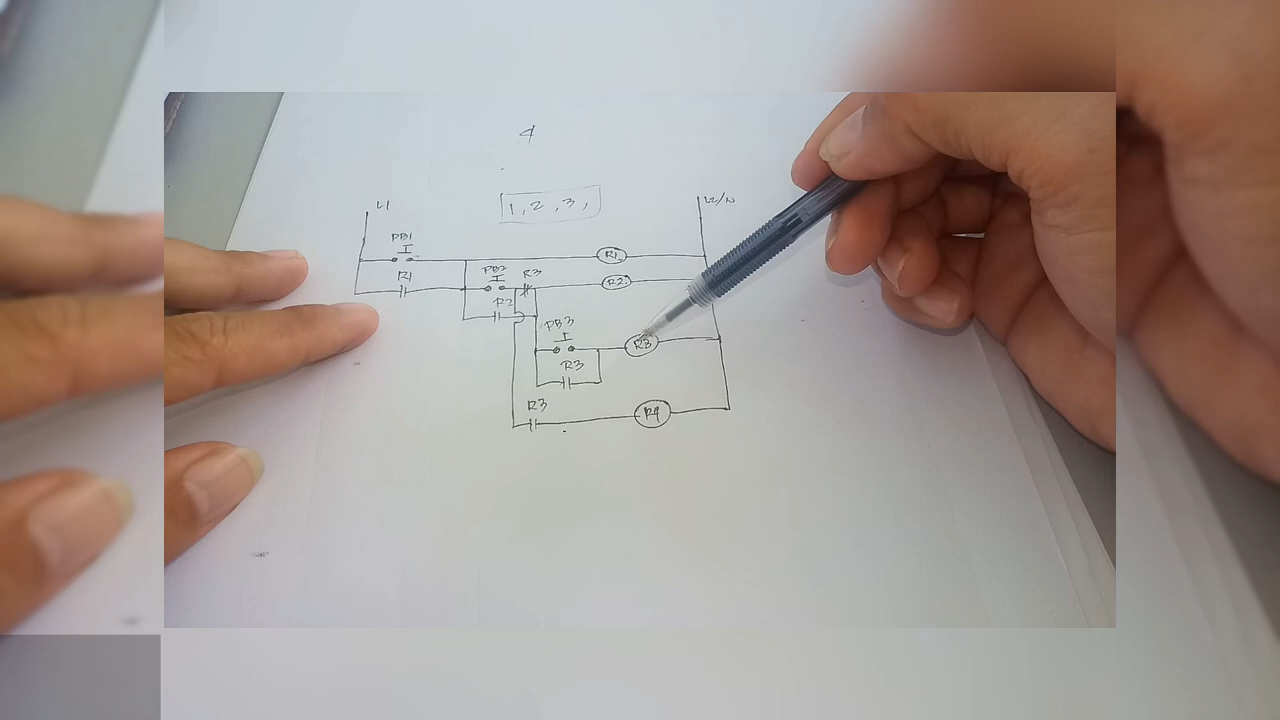 4
1, 2, 3,
L1
L2/N
PB1
R1
R1
PB2
R3
R2
R2
PB3
R3
R3
R3
R4